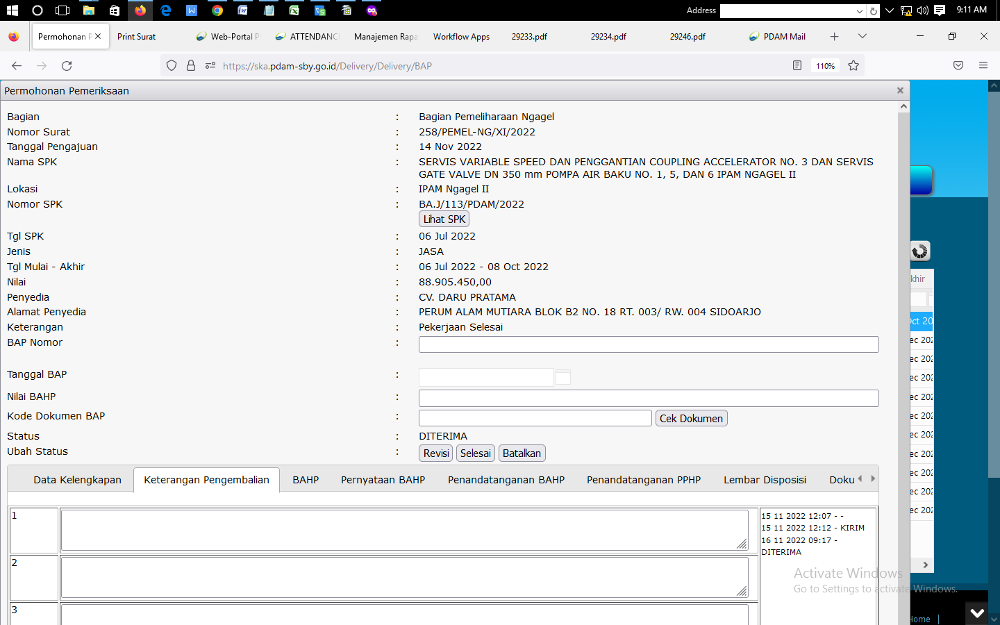 Address
9:11 AM
Permohonan P
Print Surat
Web-Portal P
ATTENDANC
Manajemen Rapa
Workflow Apps
29233.pdf
29234.pdf
29246.pdf
PDAM Mail
https://ska.pdam-sby.go.id/Delivery/Delivery/BAP
110%
Permohonan Pemeriksaan
Bagian : Bagian Pemeliharaan Ngagel
Nomor Surat : 258/PEMEL-NG/XI/2022
Tanggal Pengajuan : 14 Nov 2022
Nama SPK : SERVIS VARIABLE SPEED DAN PENGGANTIAN COUPLING ACCELERATOR NO. 3 DAN SERVIS
GATE VALVE DN 350 mm POMPA AIR BAKU NO. 1, 5, DAN 6 IPAM NGAGEL II
Lokasi : IPAM Ngagel II
Nomor SPK : BA.J/113/PDAM/2022
Lihat SPK
Tgl SPK : 06 Jul 2022
Jenis : JASA
Tgl Mulai - Akhir : 06 Jul 2022 - 08 Oct 2022
Nilai : 88.905.450,00
Penyedia : CV. DARU PRATAMA
Alamat Penyedia : PERUM ALAM MUTIARA BLOK B2 NO. 18 RT. 003/ RW. 004 SIDOARJO
Keterangan : Pekerjaan Selesai
BAP Nomor :
Tanggal BAP :
Nilai BAHP :
Kode Dokumen BAP : Cek Dokumen
Status : DITERIMA
Ubah Status : Revisi Selesai Batalkan
Data Kelengkapan
Keterangan Pengembalian
BAHP
Pernyataan BAHP
Penandatanganan BAHP
Penandatanganan PPHP
Lembar Disposisi
Doku
1
2
3
15 11 2022 12:07 - -
15 11 2022 12:12 - KIRIM
16 11 2022 09:17 -
DITERIMA
khir
Oct 20
ec 202
ec 202
ec 202
ec 202
ec 202
ec 202
ec 202
ec 202
ec 202
ec 202
Activate Windows
Go to Settings to activate Windows.
Home |